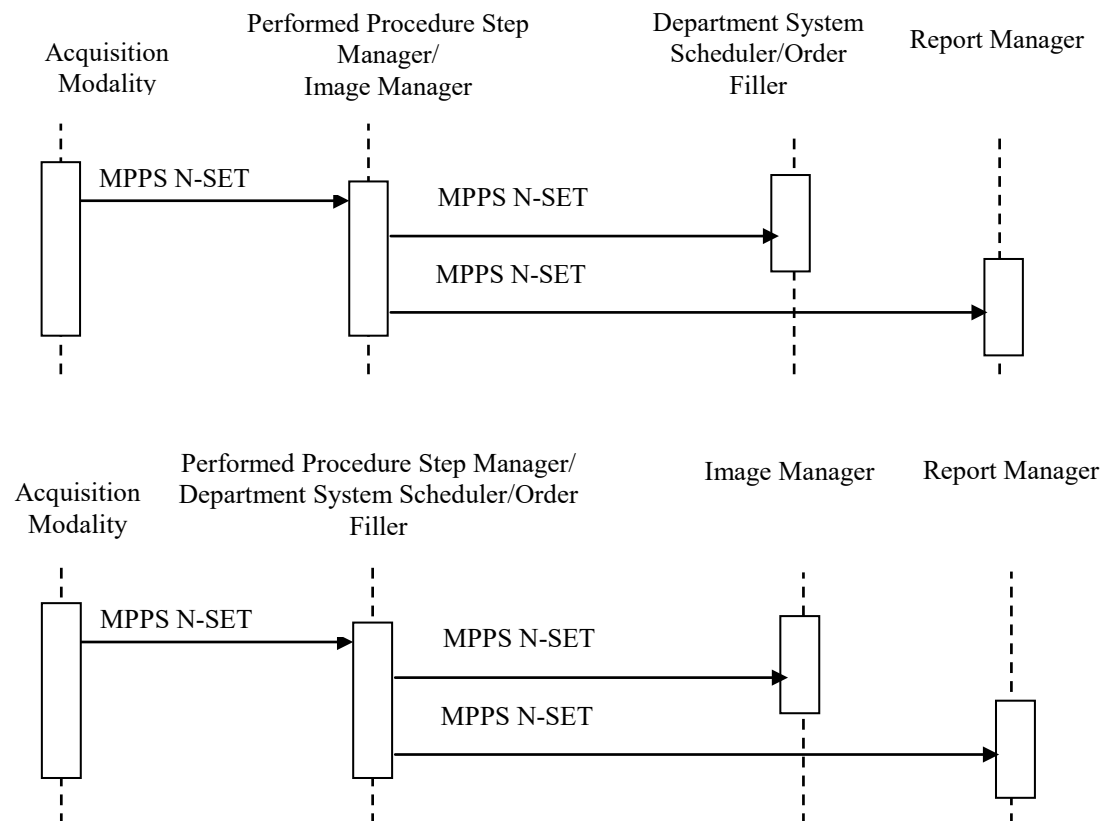 Acquisition
Modality
Performed Procedure Step
Manager/
Image Manager
Department System
Scheduler/Order
Filler
Report Manager
MPPS N-SET
MPPS N-SET
MPPS N-SET
Acquisition
Modality
Performed Procedure Step Manager/
Department System Scheduler/Order
Filler
Image Manager
Report Manager
MPPS N-SET
MPPS N-SET
MPPS N-SET